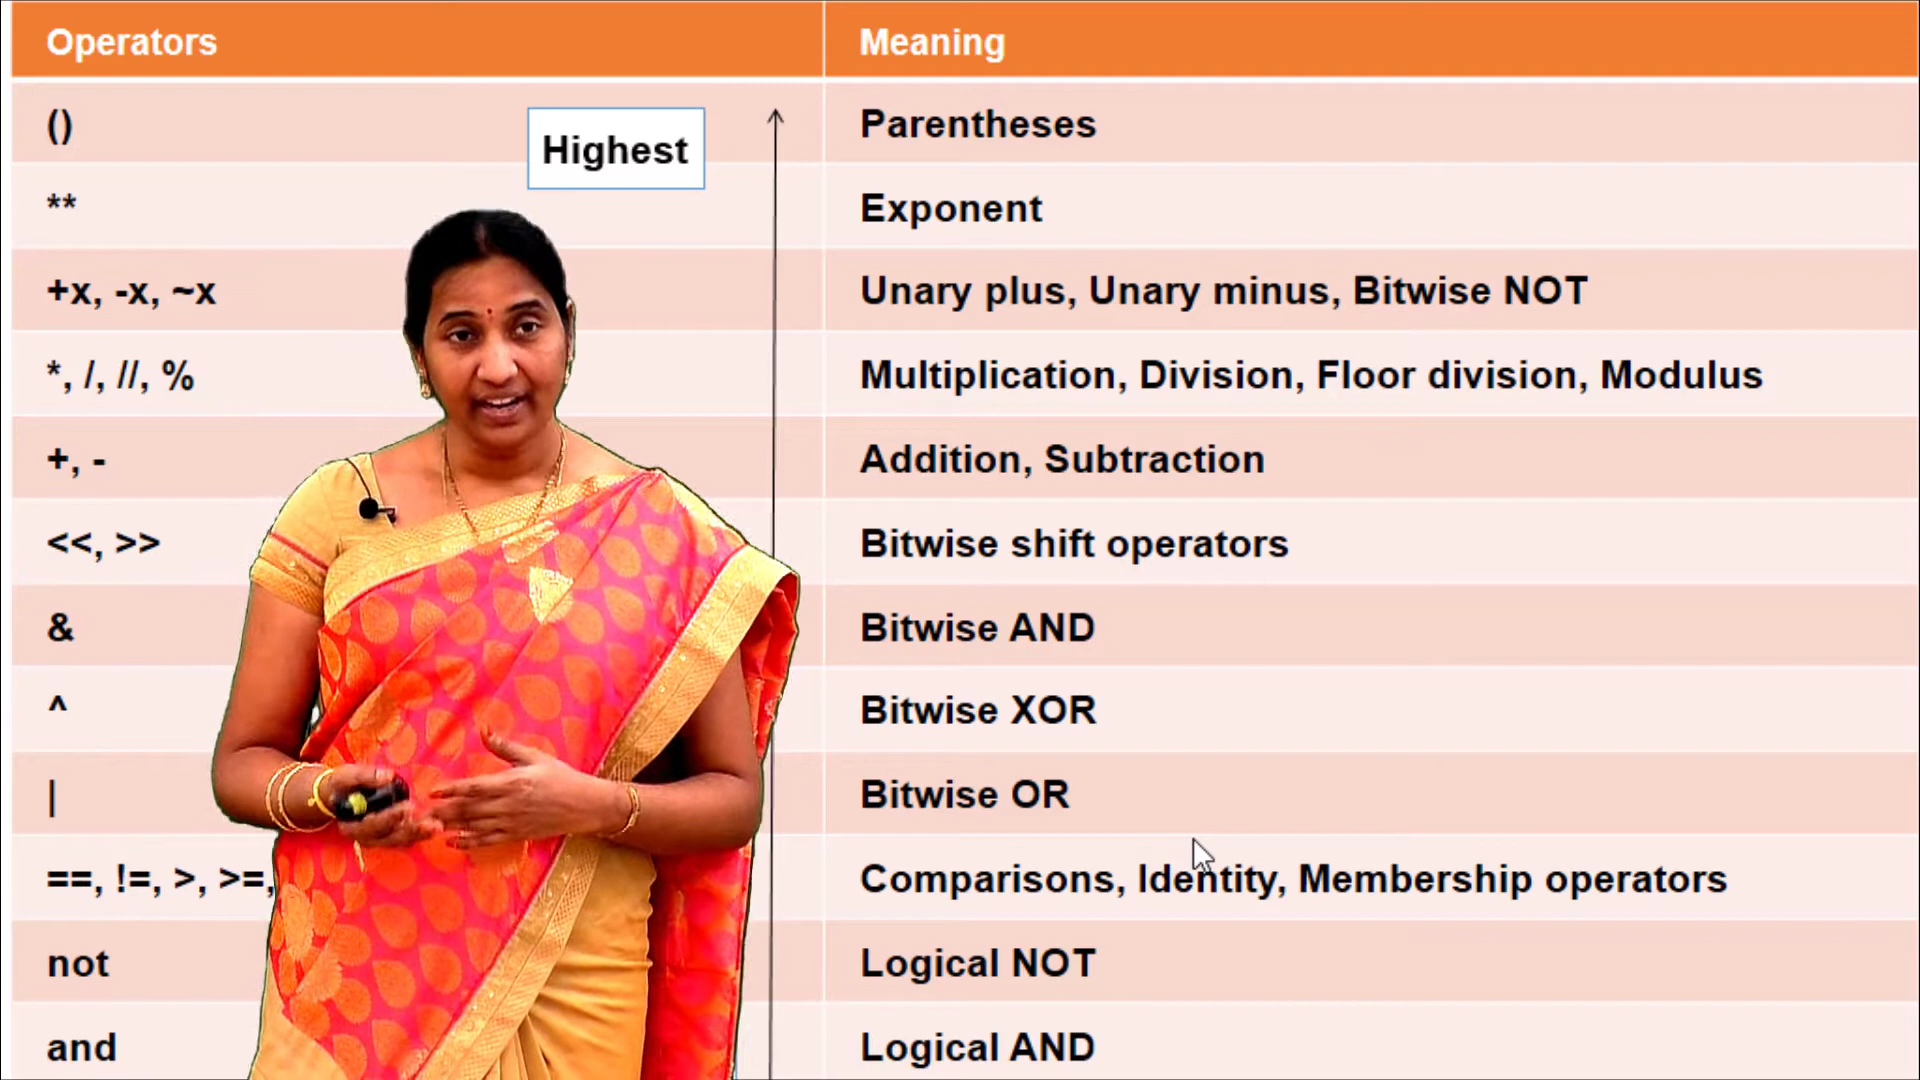 Operators Meaning
() Highest Parentheses
** Exponent
+x, -x, ~x Unary plus, Unary minus, Bitwise NOT
*, /, //, % Multiplication, Division, Floor division, Modulus
+, - Addition, Subtraction
<<, >> Bitwise shift operators
& Bitwise AND
^ Bitwise XOR
| Bitwise OR
==, !=, >, >=, Comparisons, Identity, Membership operators
not Logical NOT
and Logical AND